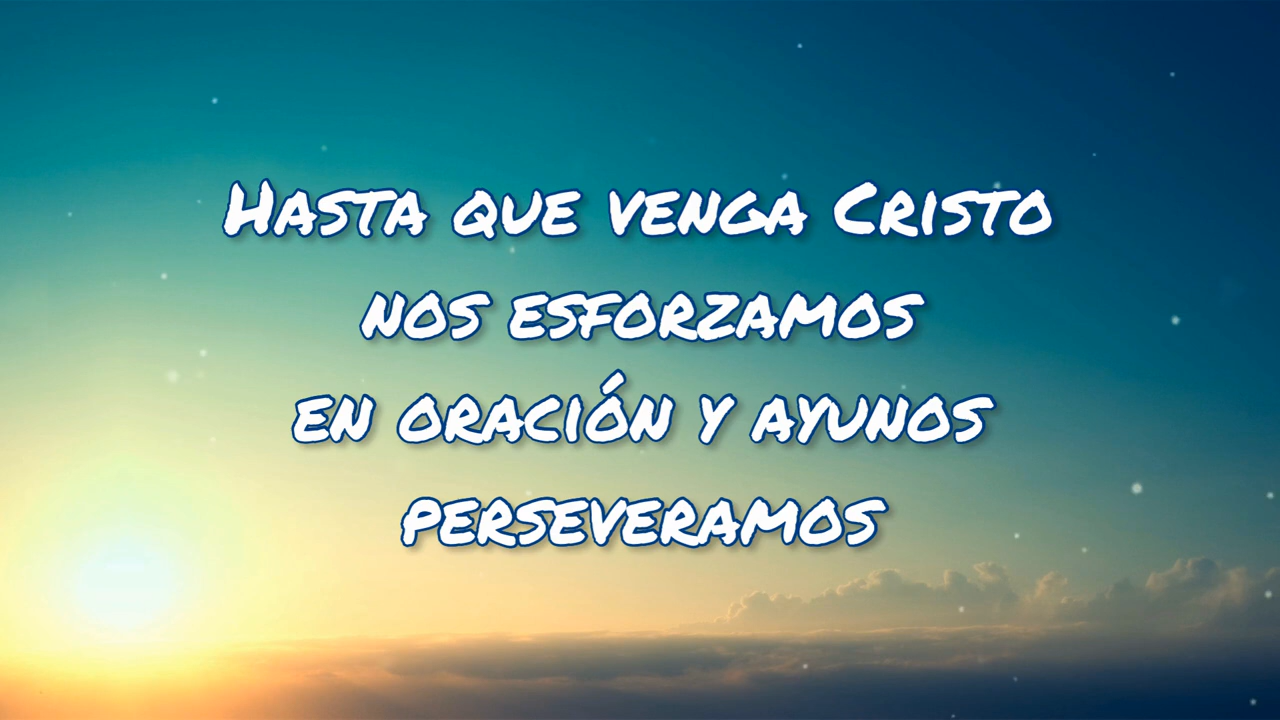 Hasta que venga Cristo
nos esforzamos
en oración y ayunos
perseveramos